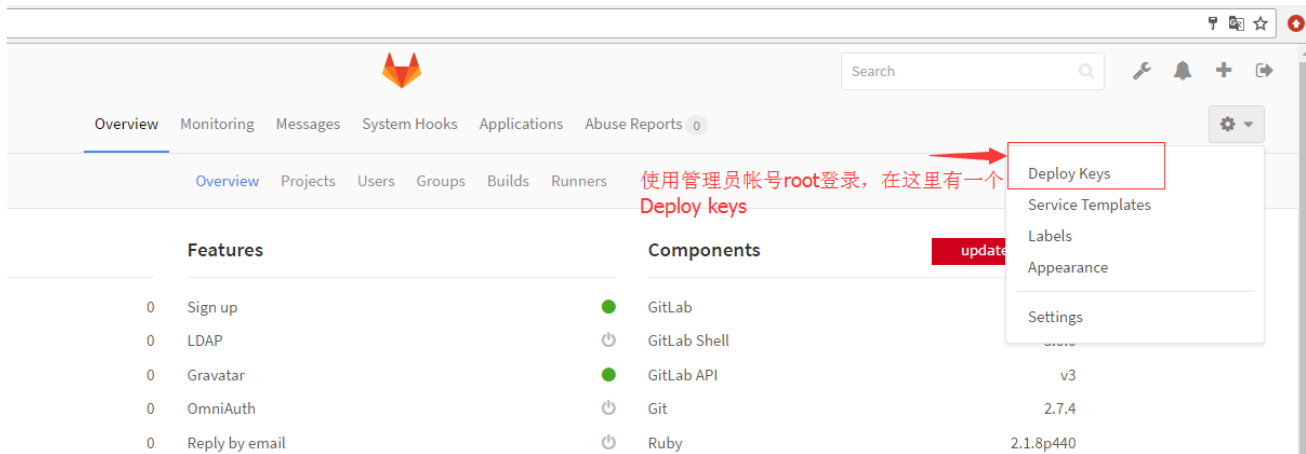 Search
Overview Monitoring Messages System Hooks Applications Abuse Reports 0
Overview Projects Users Groups Builds Runners
使用管理员帐号root登录，在这里有一个
Deploy keys
Deploy Keys
Service Templates
Labels
Appearance
Settings
Features
Components
update
0 Sign up
GitLab
0 LDAP
GitLab Shell
0 Gravatar
GitLab API v3
0 OmniAuth
Git 2.7.4
0 Reply by email
Ruby 2.1.8p440